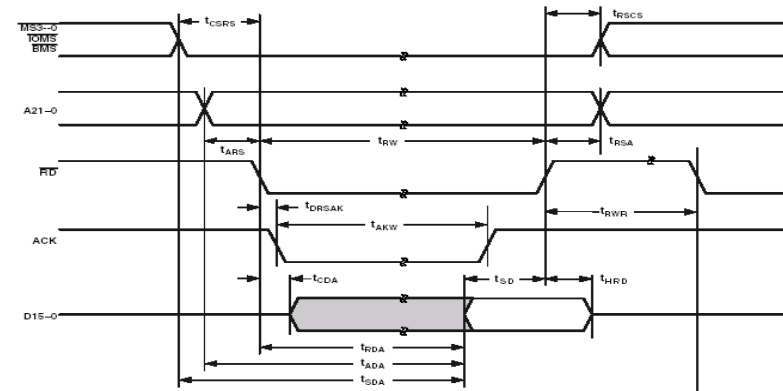 MS3–0
IOMS
BMS
tCSRS
tRSCS
A21–0
tARS
tRW
tRSA
RD
tDRSAK
tAKW
tRWR
ACK
tCDA
tSD
tHRD
D15–0
tRDA
tADA
tSDA